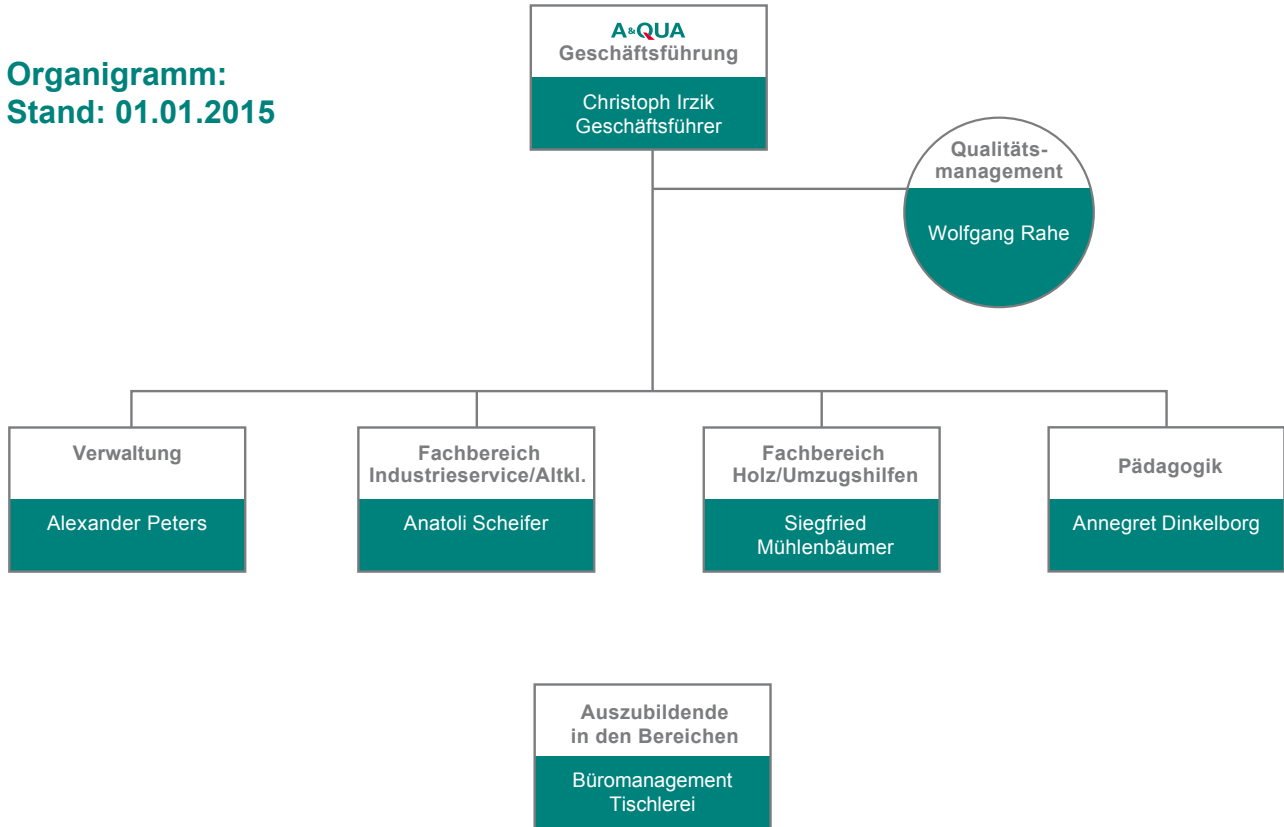 Organigramm:
Stand: 01.01.2015
A&QUA
Geschäftsführung
Christoph Irzik
Geschäftsführer
Qualitäts-
management
Wolfgang Rahe
Verwaltung
Alexander Peters
Fachbereich
Industrieservice/Altkl.
Anatoli Scheifer
Fachbereich
Holz/Umzugshilfen
Siegfried
Mühlenbäumer
Pädagogik
Annegret Dinkelborg
Auszubildende
in den Bereichen
Büromanagement
Tischlerei